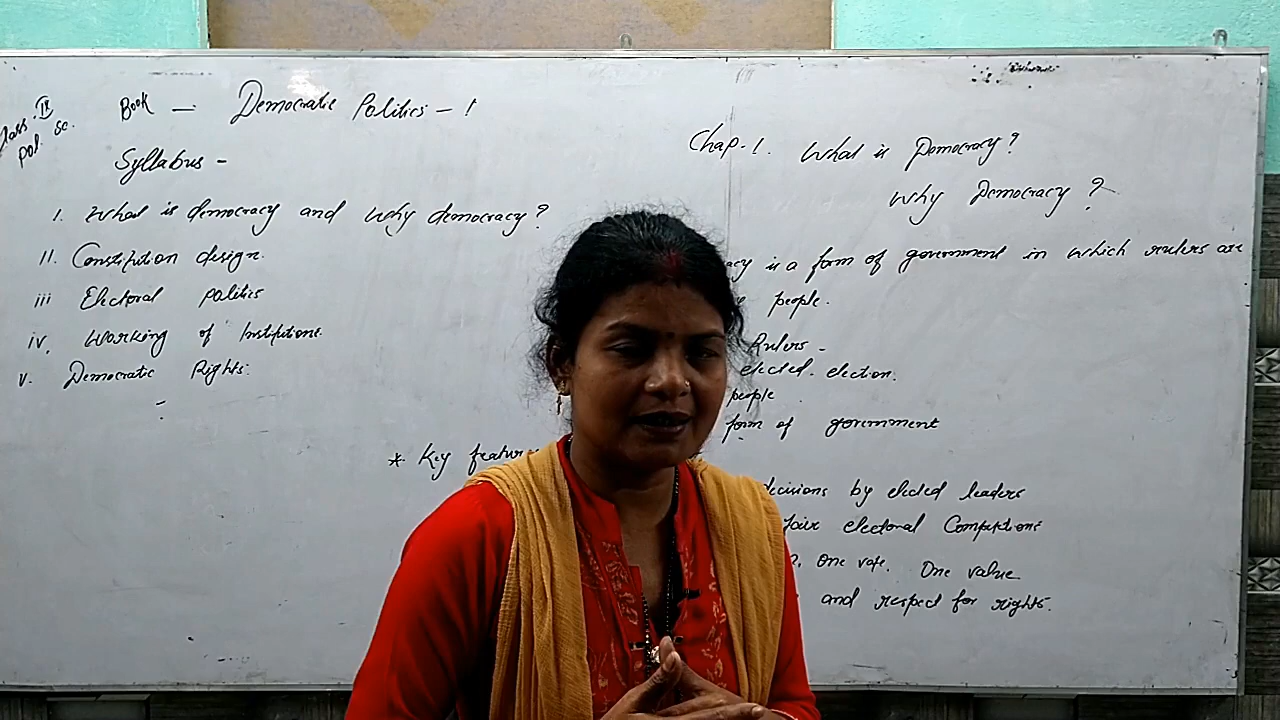 Class-IX
Pol. Sc.
Book — Democratic Politics - 1
Syllabus -
I. What is democracy and why democracy?
II. Constitution design.
iii Electoral politics
iv. Working of Institutions.
v. Democratic Rights.
Chap-1. What is Democracy?
Why Democracy?
is a form of government in which rulers are
people.
Rulers -
elected. election.
people
form of government
* Key
decisions by elected leaders
fair electoral Competitions
One vote. One value
and respect for rights.